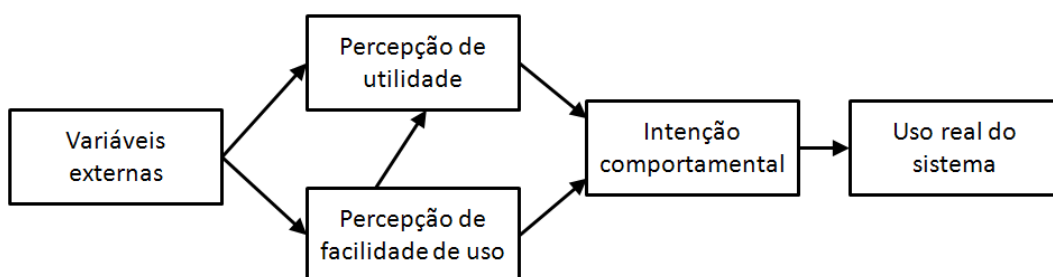 Percepção de
utilidade
Variáveis
externas
Intenção
comportamental
Uso real do
sistema
Percepção de
facilidade de uso